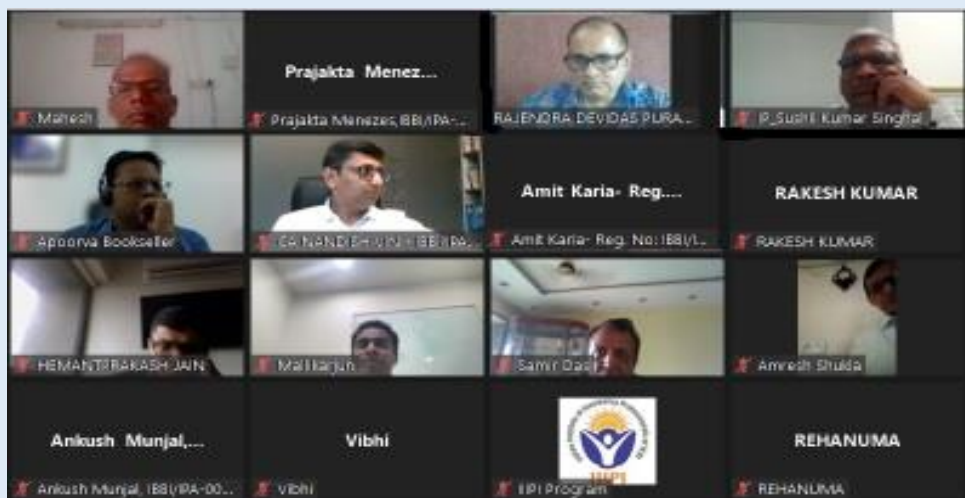 Mahesh
Prajakta Menez...
Prajakta Menezes,IBBI/IPA-...
RAJENDRA DEVIDAS PURA...
IP_Sushil Kumar Singhal
Apoorva Bookseller
Amit Karia- Reg....
Amit Karia- Reg. No: IBBI/I...
RAKESH KUMAR
RAKESH KUMAR
HEMANTPRAKASH JAIN
Mallikarjun
Samir Das
Amresh Shukla
Ankush Munjal,...
Ankush Munjal, IBBI/IPA-00...
Vibhi
Vibhi
IIIPI Program
REHANUMA
REHANUMA